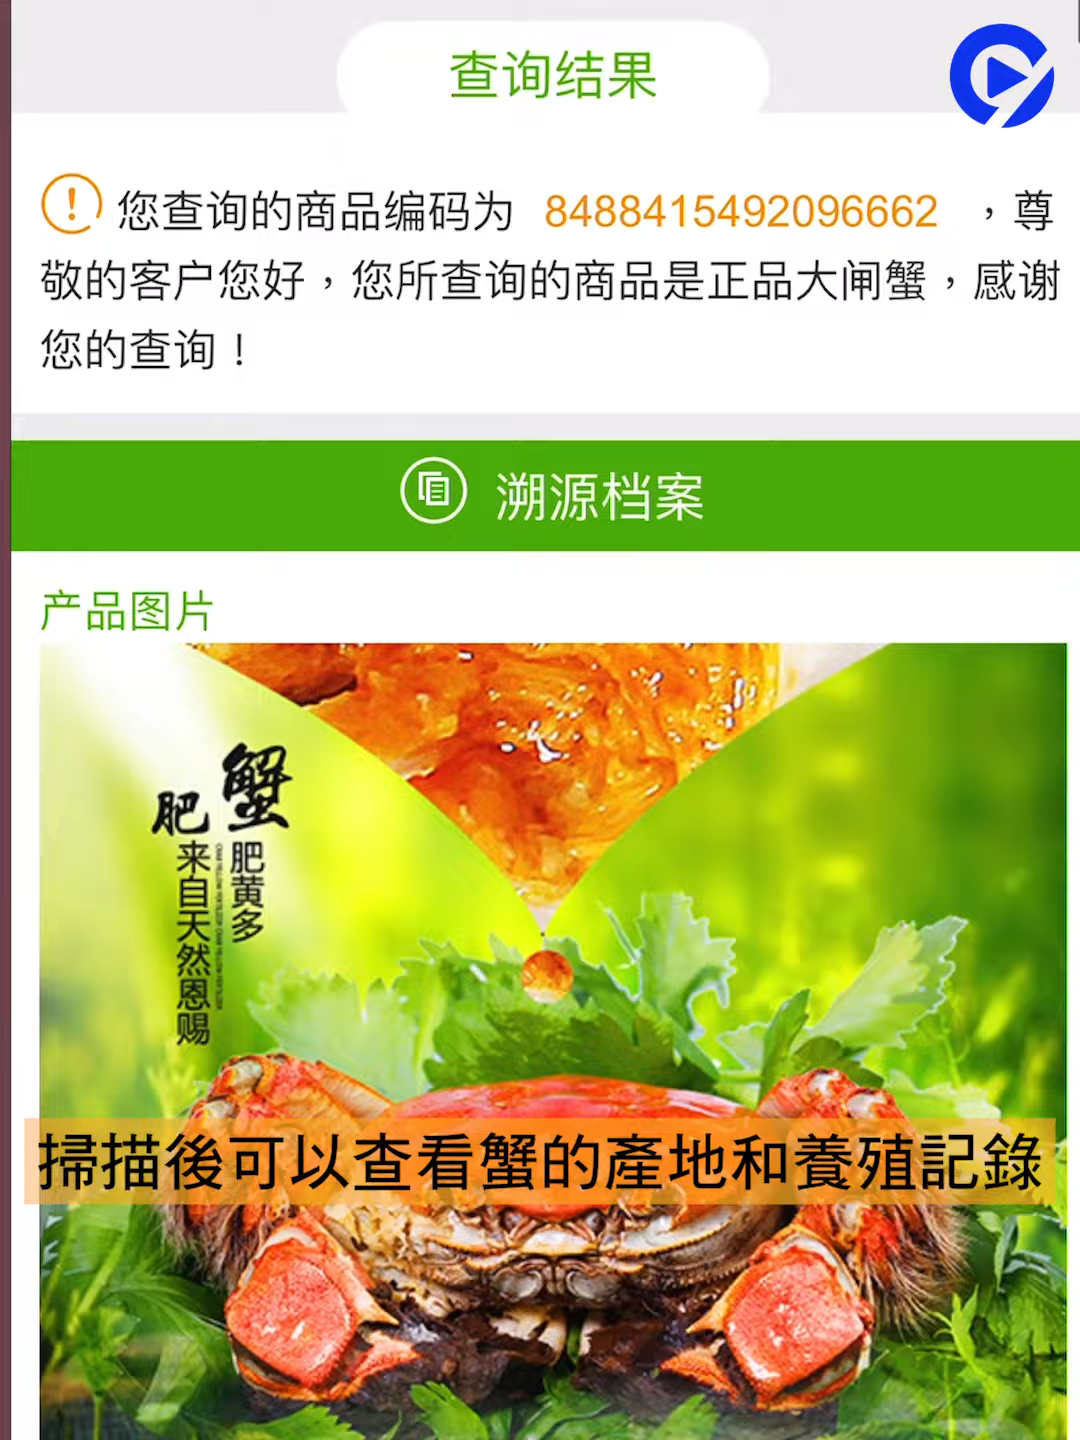 查询结果
您查询的商品编码为 8488415492096662 ，尊
敬的客户您好，您所查询的商品是正品大闸蟹，感谢
您的查询！
溯源档案
产品图片
蟹肥
肥黄多
来自天然恩赐
掃描後可以查看蟹的產地和養殖記錄